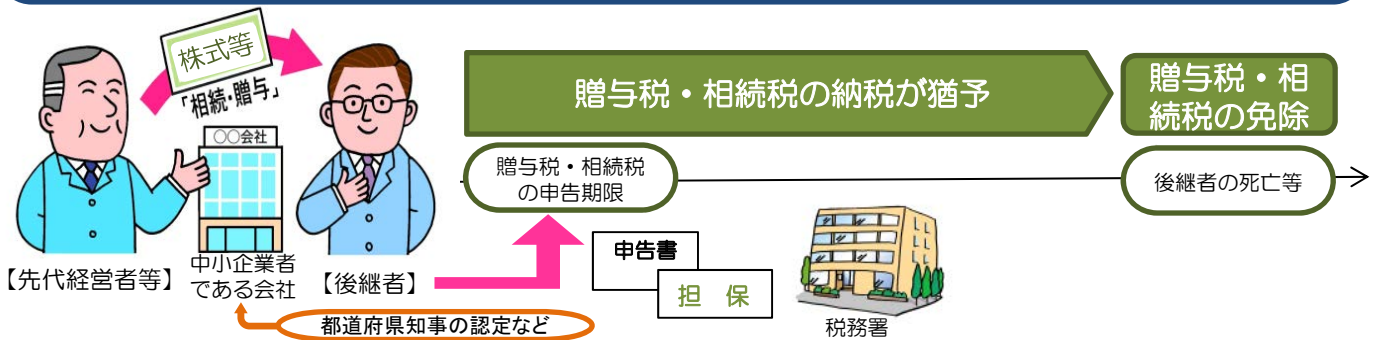 株式等
「相続・贈与」
〇〇会社
【先代経営者等】
中小企業者
である会社
【後継者】
都道府県知事の認定など
贈与税・相続税の納税が猶予
贈与税・相
続税の免除
贈与税・相続税
の申告期限
後継者の死亡等
申告書
担 保
税務署